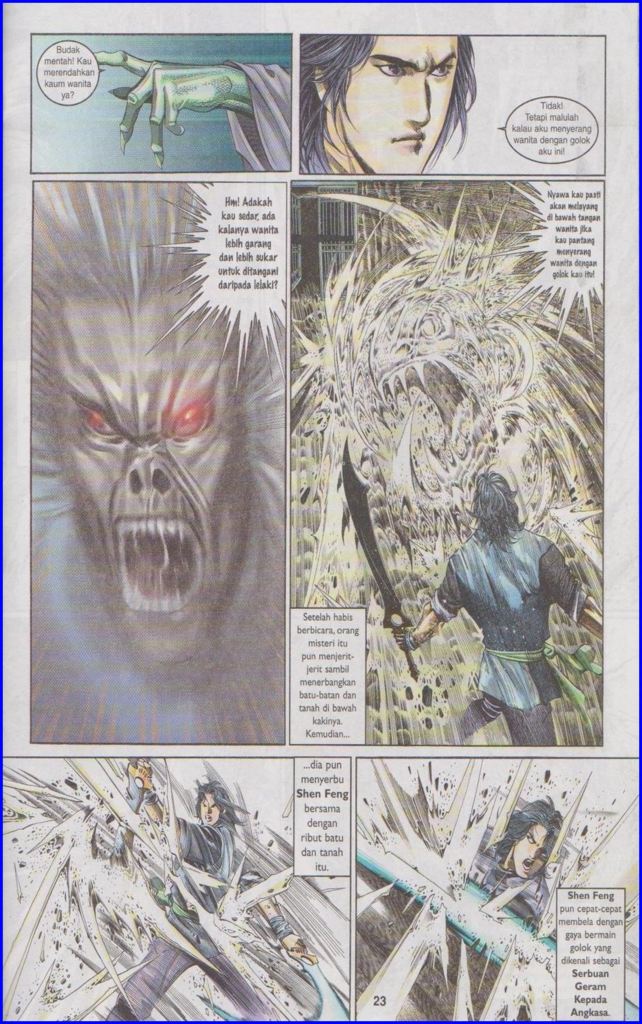 Budak
mentah! Kau
merendahkan
kaum wanita
ya?
Tidak!
Tetapi malulah
kalau aku menyerang
wanita dengan golok
aku ini!
Hm! Adakah
kau sedar, ada
kalanya wanita
lebih garang
dan lebih sukar
untuk ditangani
daripada lelaki?
Nyawa kau pasti
akan melayang
di bawah tangan
wanita jika
kau pantang
menyerang
wanita dengan
golok kau itu!
Setelah habis
berbicara, orang
misteri itu
pun menjerit-
jerit sambil
menerbangkan
batu-batan dan
tanah di bawah
kakinya.
Kemudian...
...dia pun
menyerbu
Shen Feng
bersama
dengan
ribut batu
dan tanah
itu.
Shen Feng
pun cepat-cepat
membela dengan
gaya bermain
golok yang
dikenali sebagai
Serbuan
Geram
Kepada
Angkasa.
23